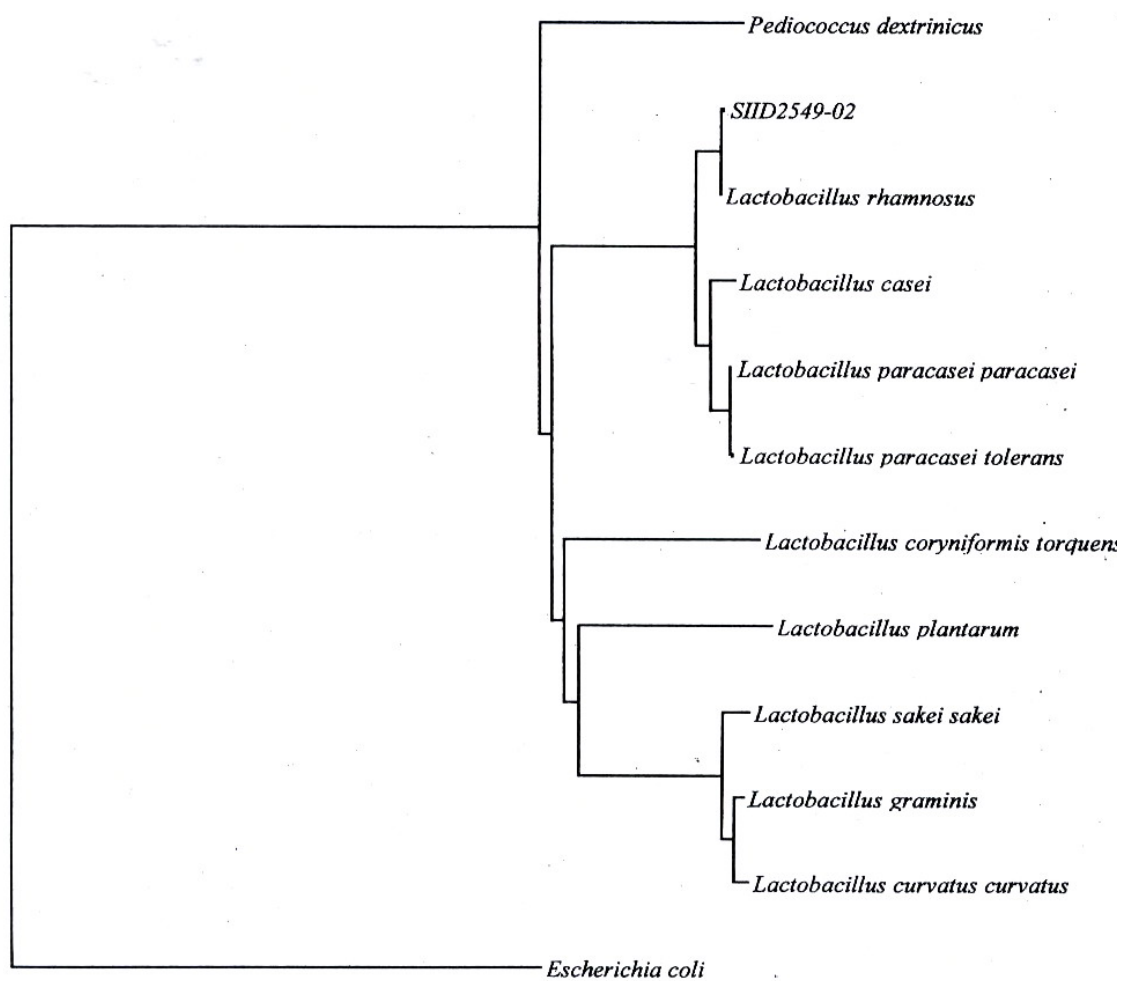 Pediococcus dextrinicus
SIID2549-02
Lactobacillus rhamnosus
Lactobacillus casei
Lactobacillus paracasei paracasei
Lactobacillus paracasei tolerans
Lactobacillus coryniformis torquens
Lactobacillus plantarum
Lactobacillus sakei sakei
Lactobacillus graminis
Lactobacillus curvatus curvatus
Escherichia coli